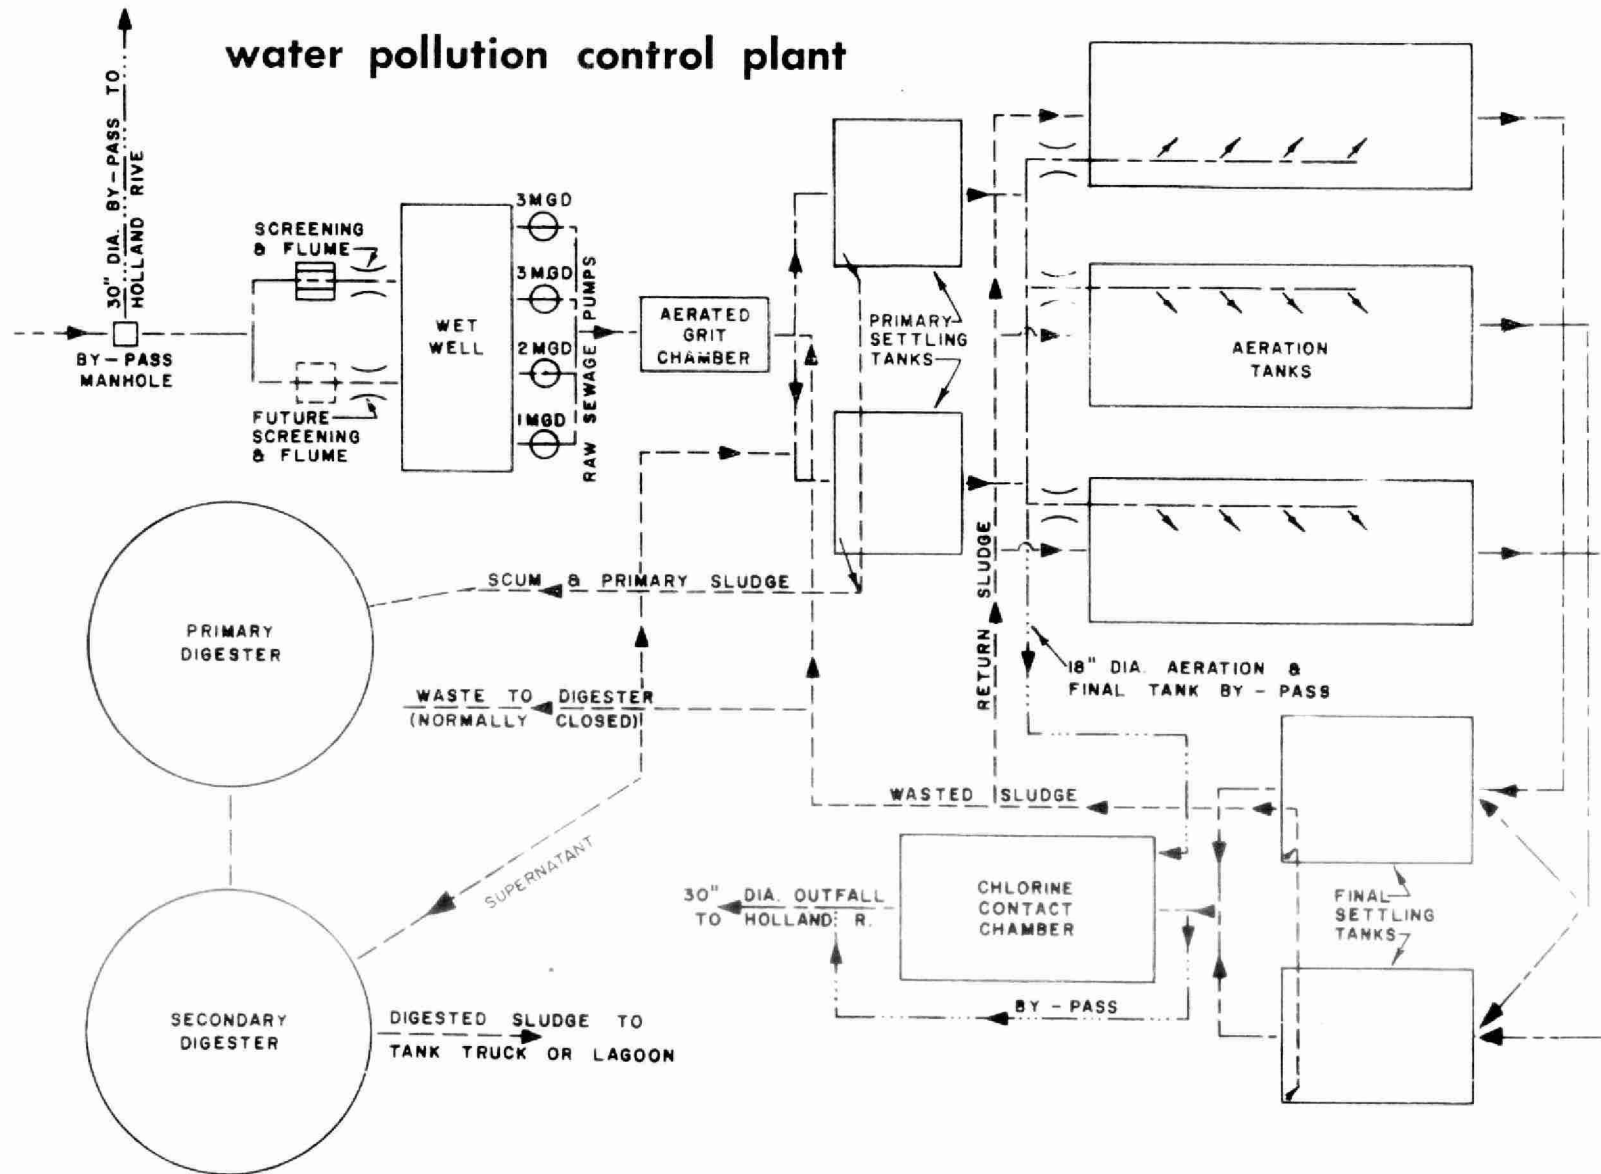 water pollution control plant
30" DIA. BY-PASS TO
HOLLAND RIVE
SCREENING
& FLUME
BY-PASS
MANHOLE
FUTURE
SCREENING
& FLUME
WET
WELL
3MGD
3MGD
2MGD
1MGD
RAW SEWAGE PUMPS
AERATED
GRIT
CHAMBER
PRIMARY
SETTLING
TANKS
AERATION
TANKS
RETURN SLUDGE
18" DIA. AERATION &
FINAL TANK BY-PASS
SCUM & PRIMARY SLUDGE
PRIMARY
DIGESTER
WASTE TO DIGESTER
(NORMALLY CLOSED)
WASTED SLUDGE
SUPERNATANT
30" DIA. OUTFALL
TO HOLLAND R.
CHLORINE
CONTACT
CHAMBER
FINAL
SETTLING
TANKS
BY-PASS
SECONDARY
DIGESTER
DIGESTED SLUDGE TO
TANK TRUCK OR LAGOON